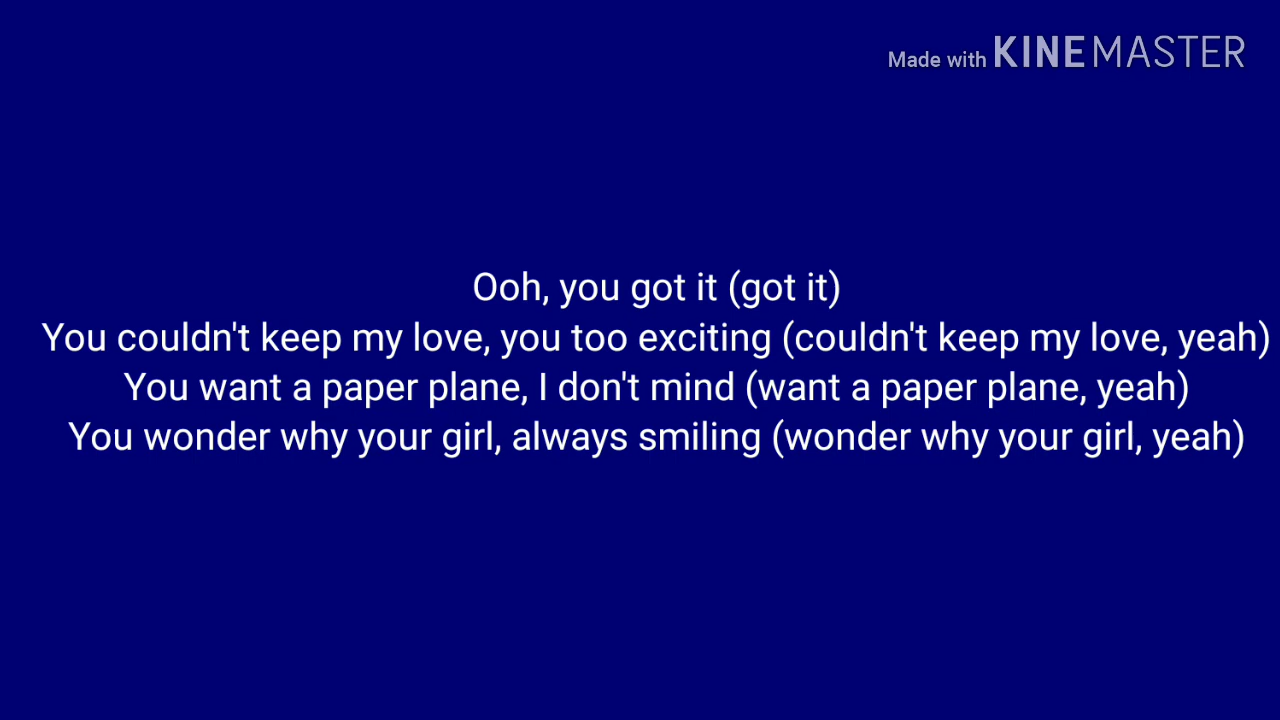 Made with KINEMASTER
Ooh, you got it (got it)
You couldn't keep my love, you too exciting (couldn't keep my love, yeah)
You want a paper plane, I don't mind (want a paper plane, yeah)
You wonder why your girl, always smiling (wonder why your girl, yeah)